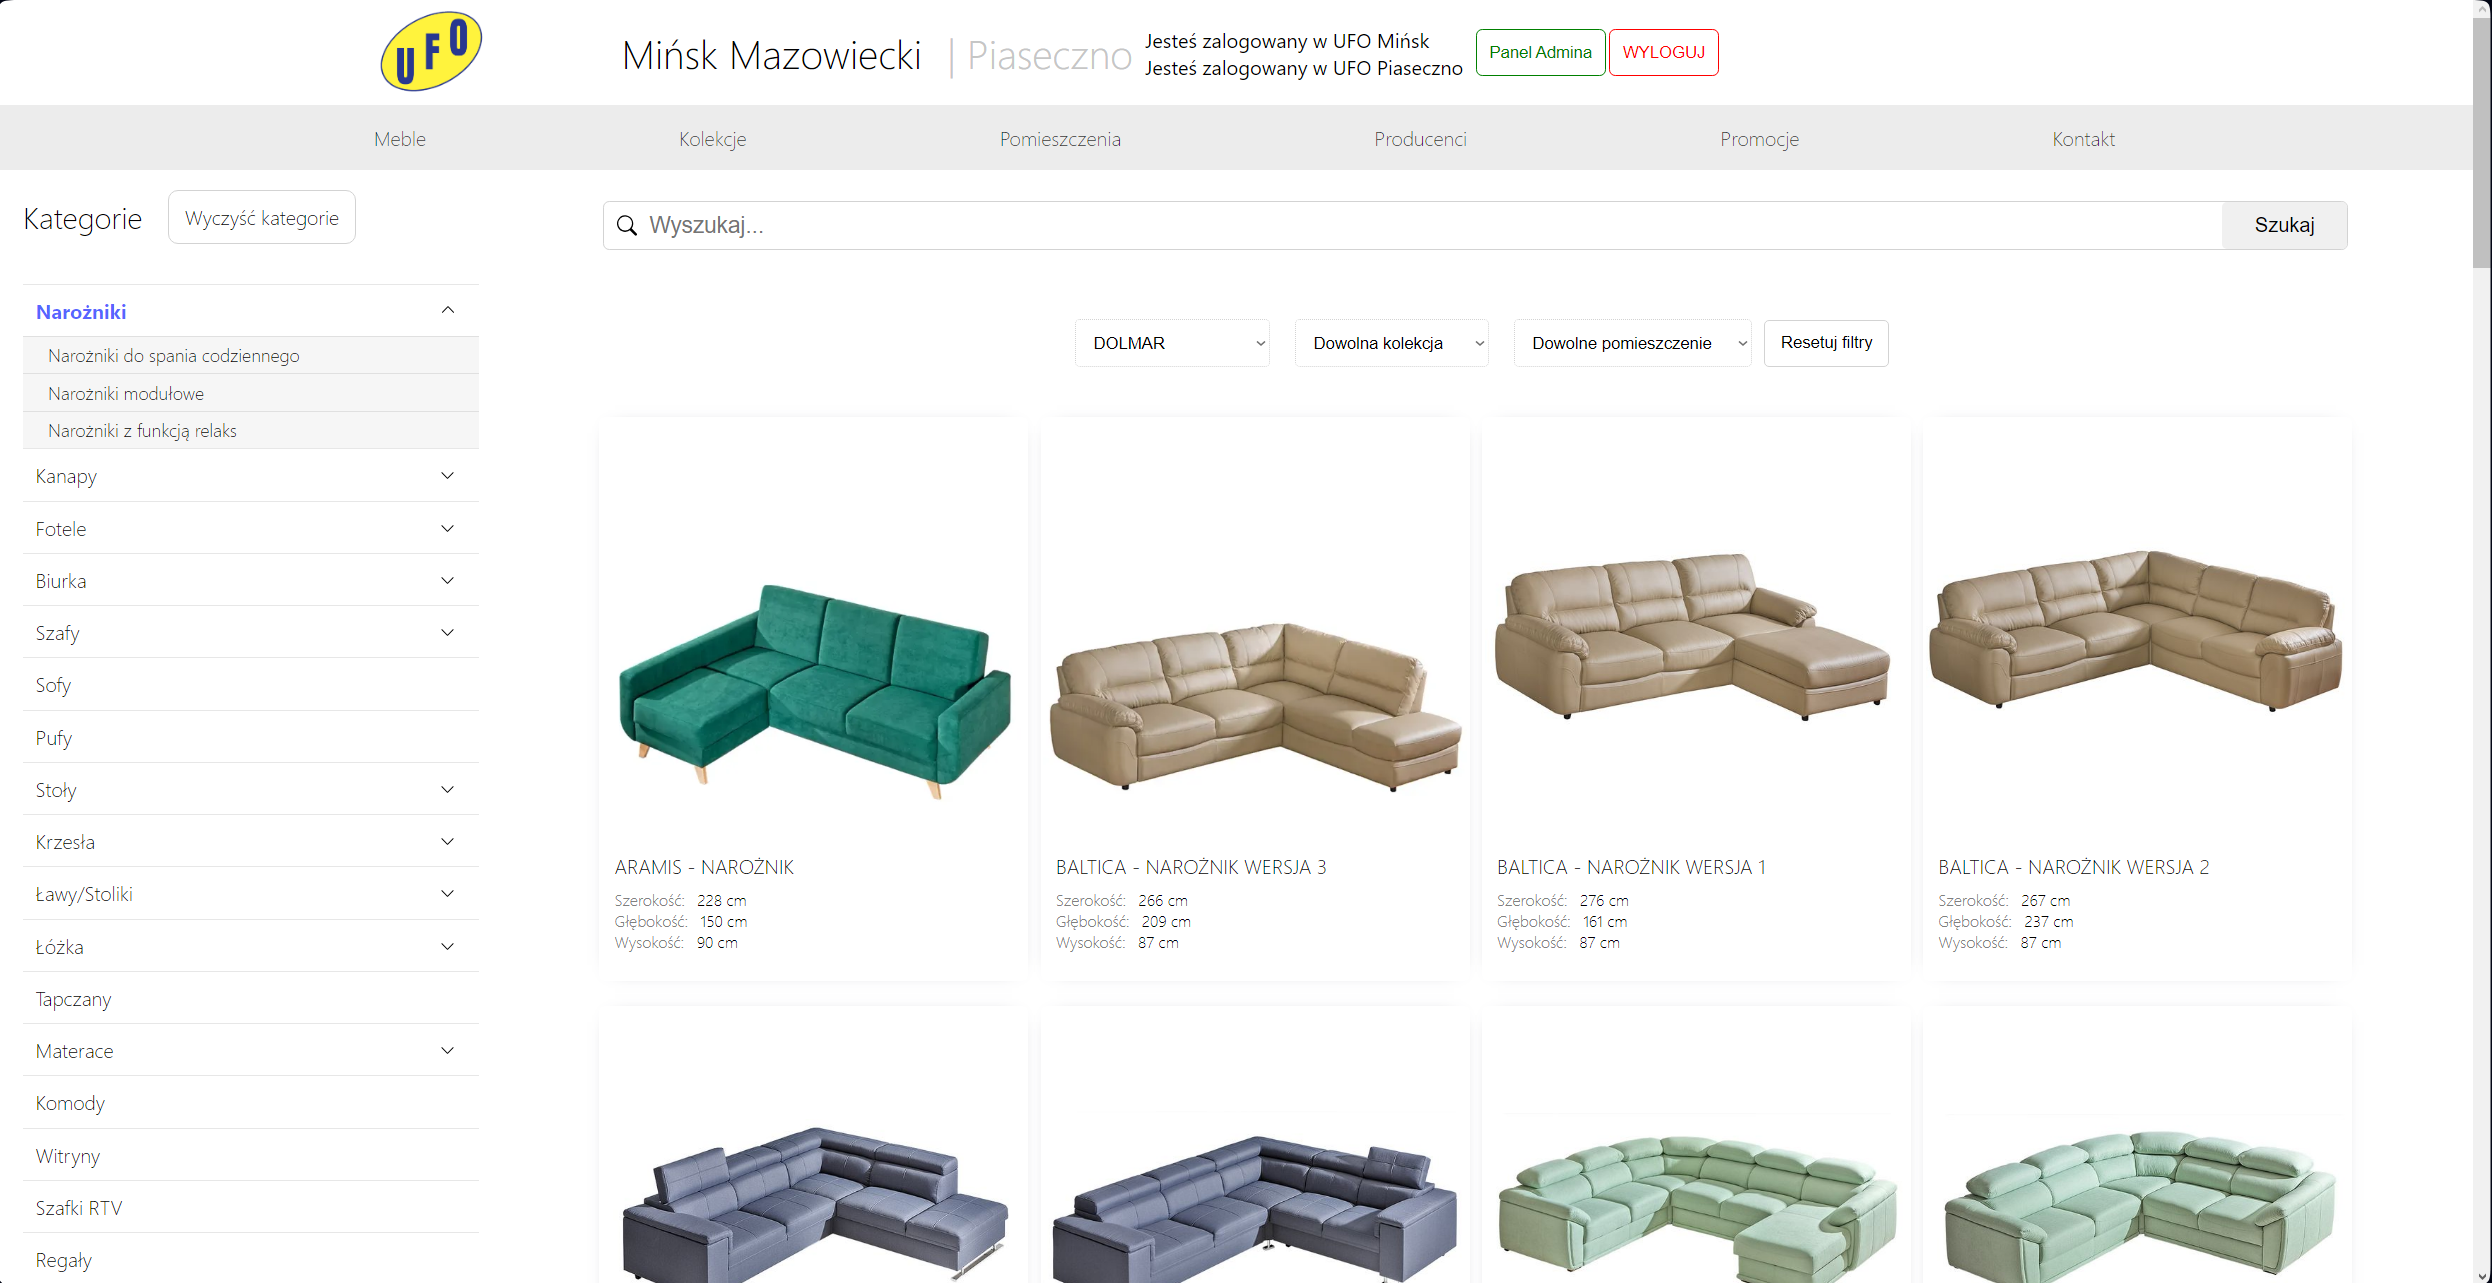 UFO
Mińsk Mazowiecki | Piaseczno
Jesteś zalogowany w UFO Mińsk
Jesteś zalogowany w UFO Piaseczno
Panel Admina
WYLOGUJ
Meble
Kolekcje
Pomieszczenia
Producenci
Promocje
Kontakt
Kategorie
Wyczyść kategorie
Wyszukaj...
Szukaj
Narożniki
Narożniki do spania codziennego
Narożniki modułowe
Narożniki z funkcją relaks
Kanapy
Fotele
Biurka
Szafy
Sofy
Pufy
Stoły
Krzesła
Ławy/Stoliki
Łóżka
Tapczany
Materace
Komody
Witryny
Szafki RTV
Regały
DOLMAR
Dowolna kolekcja
Dowolne pomieszczenie
Resetuj filtry
ARAMIS - NAROŻNIK
Szerokość: 228 cm
Głębokość: 150 cm
Wysokość: 90 cm
BALTICA - NAROŻNIK WERSJA 3
Szerokość: 266 cm
Głębokość: 209 cm
Wysokość: 87 cm
BALTICA - NAROŻNIK WERSJA 1
Szerokość: 276 cm
Głębokość: 161 cm
Wysokość: 87 cm
BALTICA - NAROŻNIK WERSJA 2
Szerokość: 267 cm
Głębokość: 237 cm
Wysokość: 87 cm